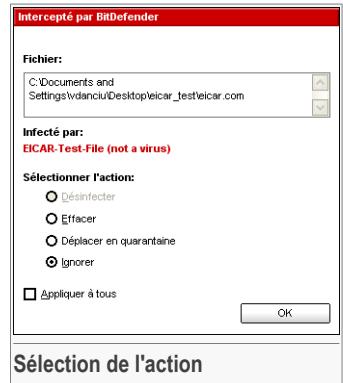 Intercepté par BitDefender
Fichier:
C:\Documents and
Settings\vdanciu\Desktop\eicar_test\eicar.com
Infecté par:
EICAR-Test-File (not a virus)
Sélectionner l'action:
Désinfecter
Effacer
Déplacer en quarantaine
Ignorer
Appliquer à tous
OK
Sélection de l'action